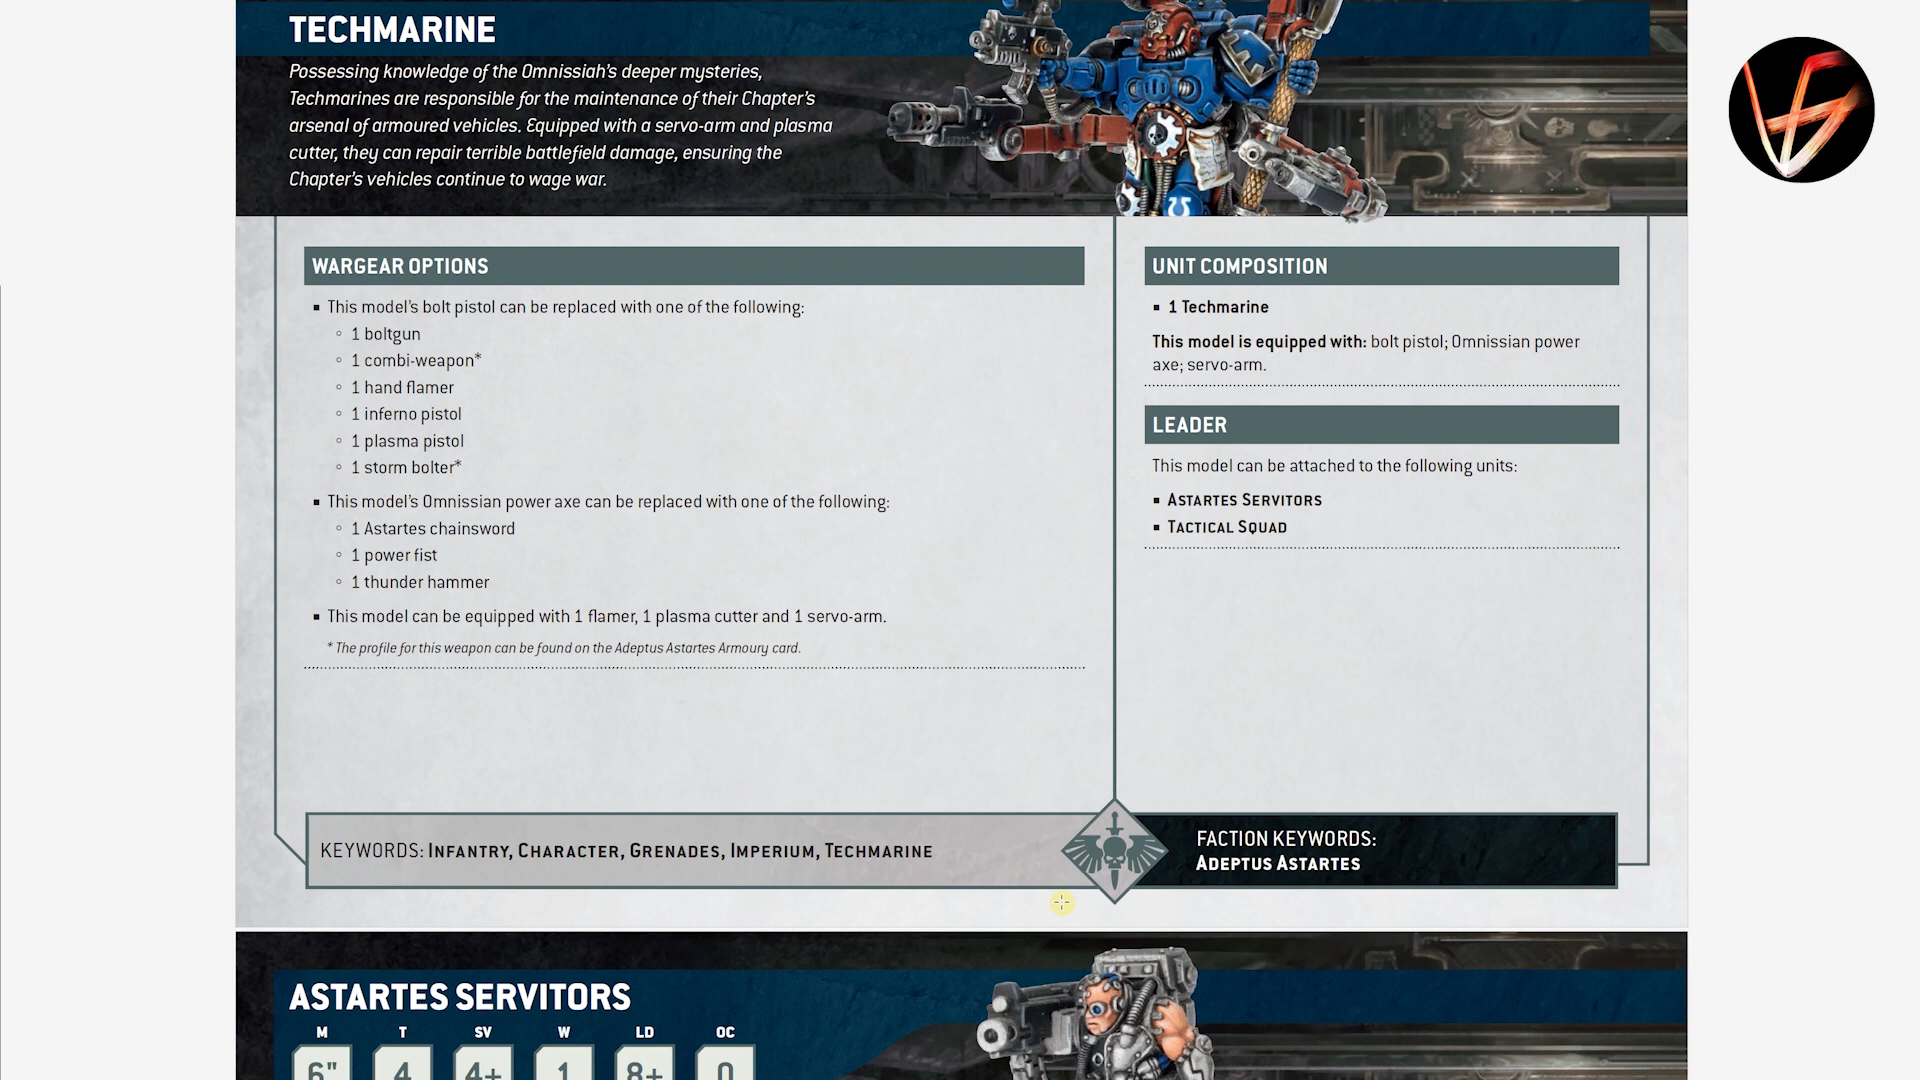 TECHMARINE
Possessing knowledge of the Omnissiah's deeper mysteries,
Techmarines are responsible for the maintenance of their Chapter's
arsenal of armoured vehicles. Equipped with a servo-arm and plasma
cutter, they can repair terrible battlefield damage, ensuring the
Chapter's vehicles continue to wage war.
WARGEAR OPTIONS
▪ This model's bolt pistol can be replaced with one of the following:
◦ 1 boltgun
◦ 1 combi-weapon*
◦ 1 hand flamer
◦ 1 inferno pistol
◦ 1 plasma pistol
◦ 1 storm bolter*
▪ This model's Omnissian power axe can be replaced with one of the following:
◦ 1 Astartes chainsword
◦ 1 power fist
◦ 1 thunder hammer
▪ This model can be equipped with 1 flamer, 1 plasma cutter and 1 servo-arm.
* The profile for this weapon can be found on the Adeptus Astartes Armoury card.
UNIT COMPOSITION
▪ 1 Techmarine
This model is equipped with: bolt pistol; Omnissian power
axe; servo-arm.
LEADER
This model can be attached to the following units:
▪ ASTARTES SERVITORS
▪ TACTICAL SQUAD
KEYWORDS: INFANTRY, CHARACTER, GRENADES, IMPERIUM, TECHMARINE
FACTION KEYWORDS:
ADEPTUS ASTARTES
ASTARTES SERVITORS
M T SV W LD OC
6" 4 4+ 1 8+ 0